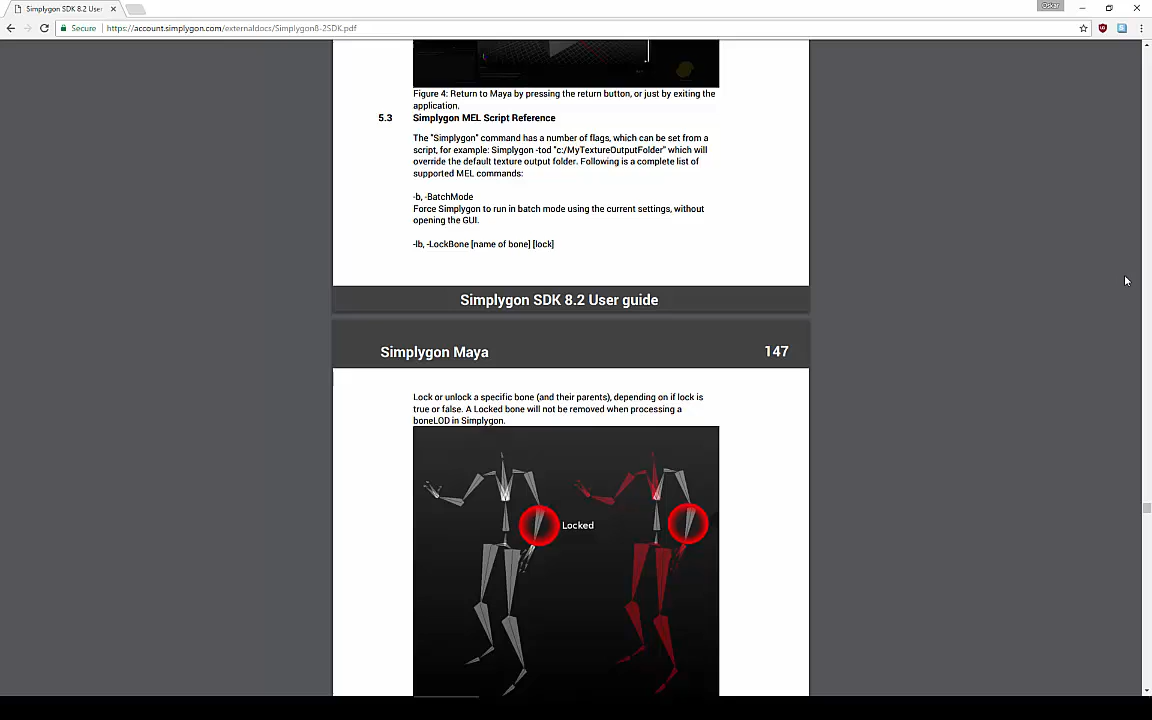 Simplygon SDK 8.2 User
Oskar
Secure
https://account.simplygon.com/externaldocs/Simplygon8-2SDK.pdf
Figure 4: Return to Maya by pressing the return button, or just by exiting the
application.
5.3 Simplygon MEL Script Reference
The "Simplygon" command has a number of flags, which can be set from a
script, for example: Simplygon -tod "c:/MyTextureOutputFolder" which will
override the default texture output folder. Following is a complete list of
supported MEL commands:
-b, -BatchMode
Force Simplygon to run in batch mode using the current settings, without
opening the GUI.
-lb, -LockBone [name of bone] [lock]
Simplygon SDK 8.2 User guide
Simplygon Maya 147
Lock or unlock a specific bone (and their parents), depending on if lock is
true or false. A Locked bone will not be removed when processing a
boneLOD in Simplygon.
Locked